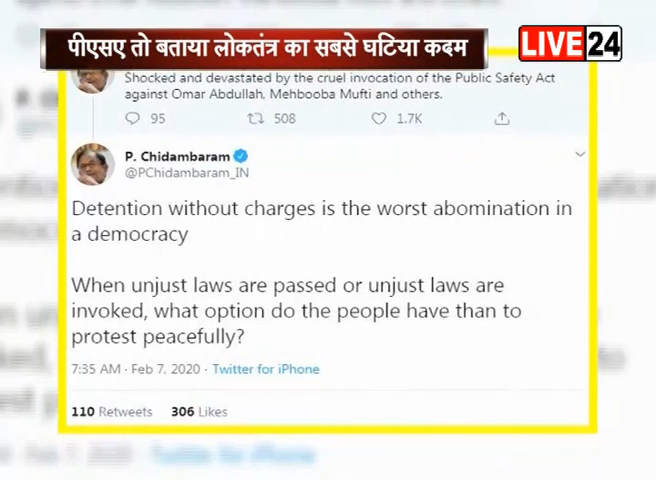 पीएसए तो बताया लोकतंत्र का सबसे घटिया कदम
LIVE 24
Shocked and devastated by the cruel invocation of the Public Safety Act
against Omar Abdullah, Mehbooba Mufti and others.
95 508 1.7K
P. Chidambaram
@PChidambaram_IN
Detention without charges is the worst abomination in
a democracy
When unjust laws are passed or unjust laws are
invoked, what option do the people have than to
protest peacefully?
7:35 AM · Feb 7, 2020 · Twitter for iPhone
110 Retweets 306 Likes